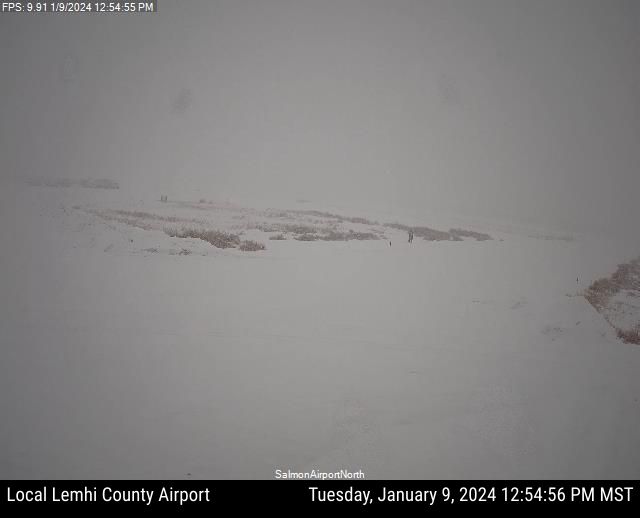 FPS: 9.91 1/9/2024 12:54:55 PM
SalmonAirportNorth
Local Lemhi County Airport Tuesday, January 9, 2024 12:54:56 PM MST